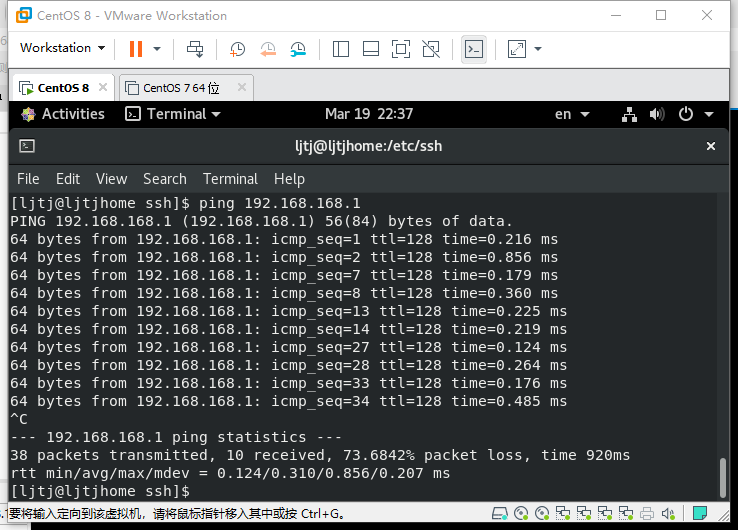 CentOS 8 - VMware Workstation
Workstation
CentOS 8
CentOS 7 64 位
Activities
Terminal
Mar 19 22:37
en
ljtj@ljtjhome:/etc/ssh
File Edit View Search Terminal Help
[ljtj@ljtjhome ssh]$ ping 192.168.168.1
PING 192.168.168.1 (192.168.168.1) 56(84) bytes of data.
64 bytes from 192.168.168.1: icmp_seq=1 ttl=128 time=0.216 ms
64 bytes from 192.168.168.1: icmp_seq=2 ttl=128 time=0.856 ms
64 bytes from 192.168.168.1: icmp_seq=7 ttl=128 time=0.179 ms
64 bytes from 192.168.168.1: icmp_seq=8 ttl=128 time=0.360 ms
64 bytes from 192.168.168.1: icmp_seq=13 ttl=128 time=0.225 ms
64 bytes from 192.168.168.1: icmp_seq=14 ttl=128 time=0.219 ms
64 bytes from 192.168.168.1: icmp_seq=27 ttl=128 time=0.124 ms
64 bytes from 192.168.168.1: icmp_seq=28 ttl=128 time=0.264 ms
64 bytes from 192.168.168.1: icmp_seq=33 ttl=128 time=0.176 ms
64 bytes from 192.168.168.1: icmp_seq=34 ttl=128 time=0.485 ms
^C
--- 192.168.168.1 ping statistics ---
38 packets transmitted, 10 received, 73.6842% packet loss, time 920ms
rtt min/avg/max/mdev = 0.124/0.310/0.856/0.207 ms
[ljtj@ljtjhome ssh]$
要将输入定向到该虚拟机，请将鼠标指针移入其中或按 Ctrl+G。